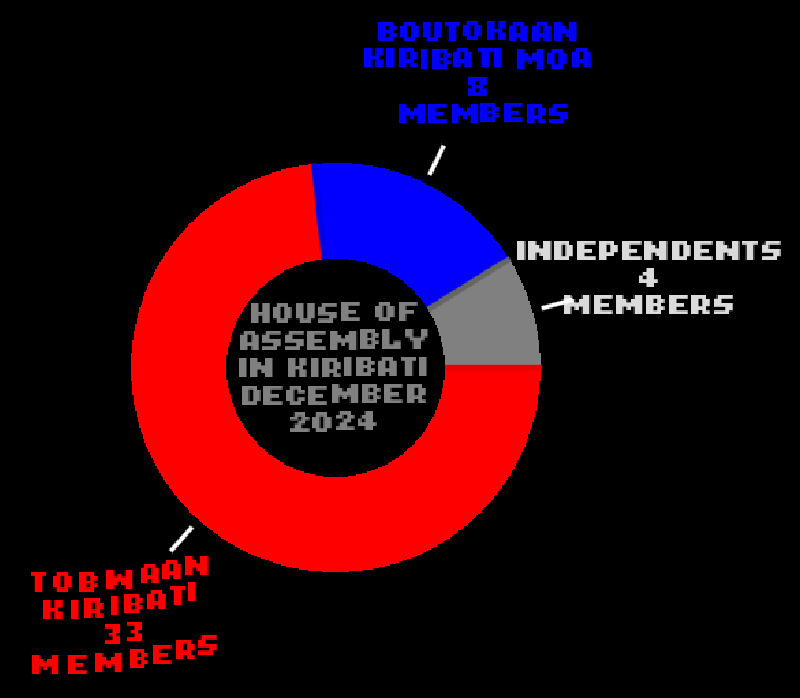 BOUTOKAAN
KIRIBATI MOA
8
MEMBERS
INDEPENDENTS
4
MEMBERS
HOUSE OF
ASSEMBLY
IN KIRIBATI
DECEMBER
2024
TOBWAAN
KIRIBATI
33
MEMBERS